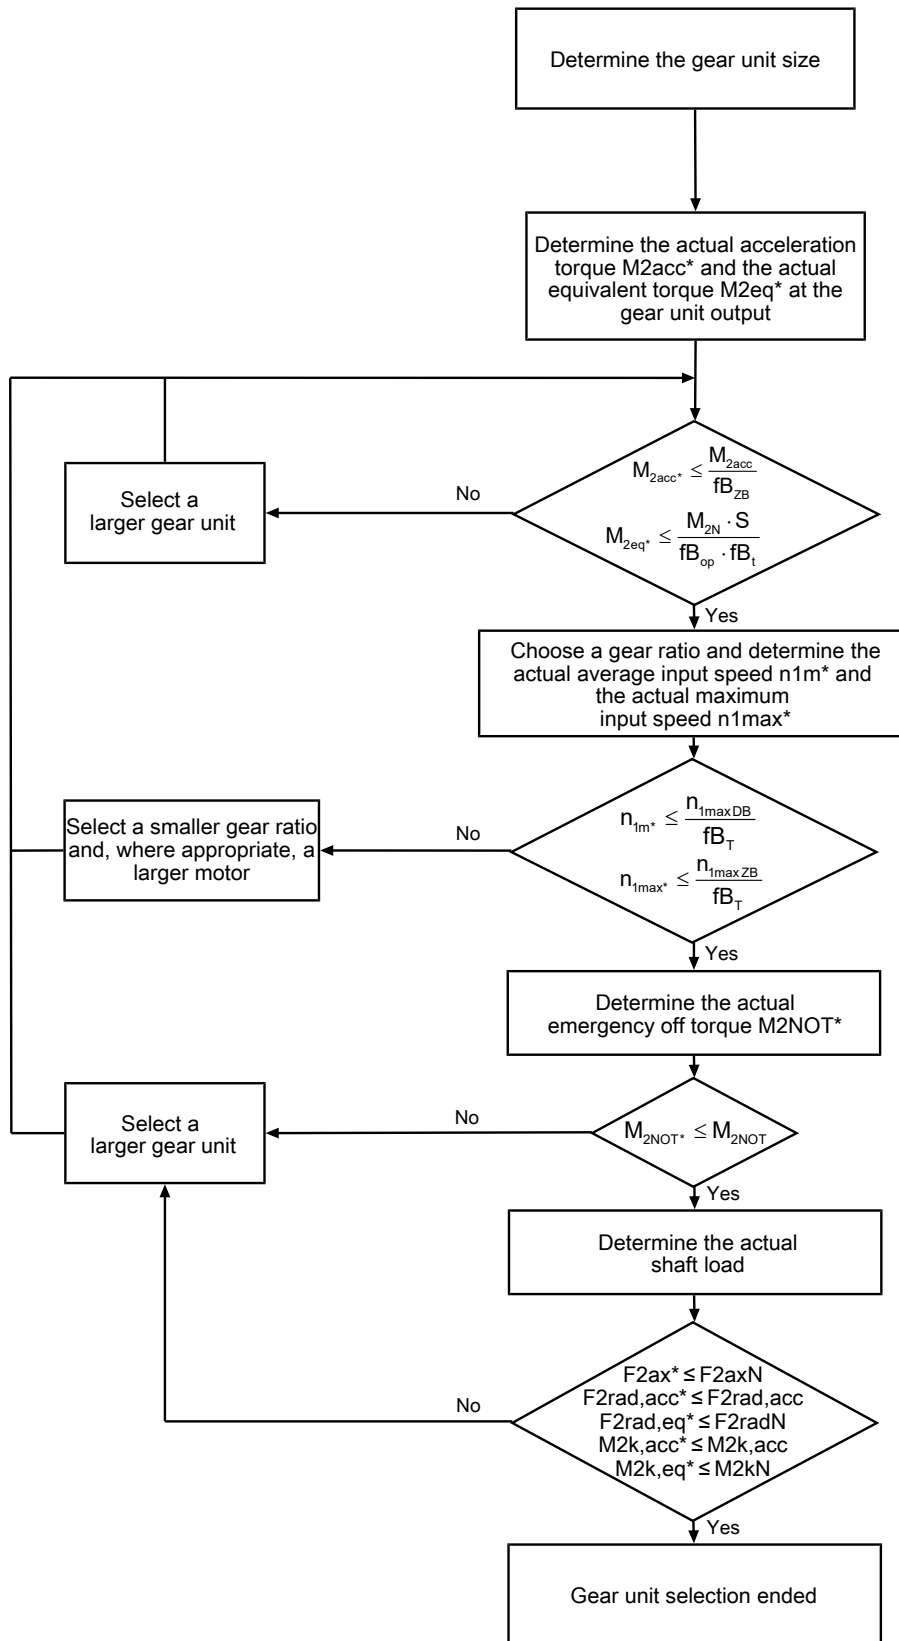 Determine the gear unit size
Determine the actual acceleration
torque M2acc* and the actual
equivalent torque M2eq* at the
gear unit output
Select a
larger gear unit
No
M2acc* ≤ M2acc / fBZB
M2eq* ≤ M2N · S / fBop · fBt
Yes
Choose a gear ratio and determine the
actual average input speed n1m* and
the actual maximum
input speed n1max*
Select a smaller gear ratio
and, where appropriate, a
larger motor
No
n1m* ≤ n1maxDB / fBT
n1max* ≤ n1maxZB / fBT
Yes
Determine the actual
emergency off torque M2NOT*
Select a
larger gear unit
No
M2NOT* ≤ M2NOT
Yes
Determine the actual
shaft load
No
F2ax* ≤ F2axN
F2rad,acc* ≤ F2rad,acc
F2rad,eq* ≤ F2radN
M2k,acc* ≤ M2k,acc
M2k,eq* ≤ M2kN
Yes
Gear unit selection ended